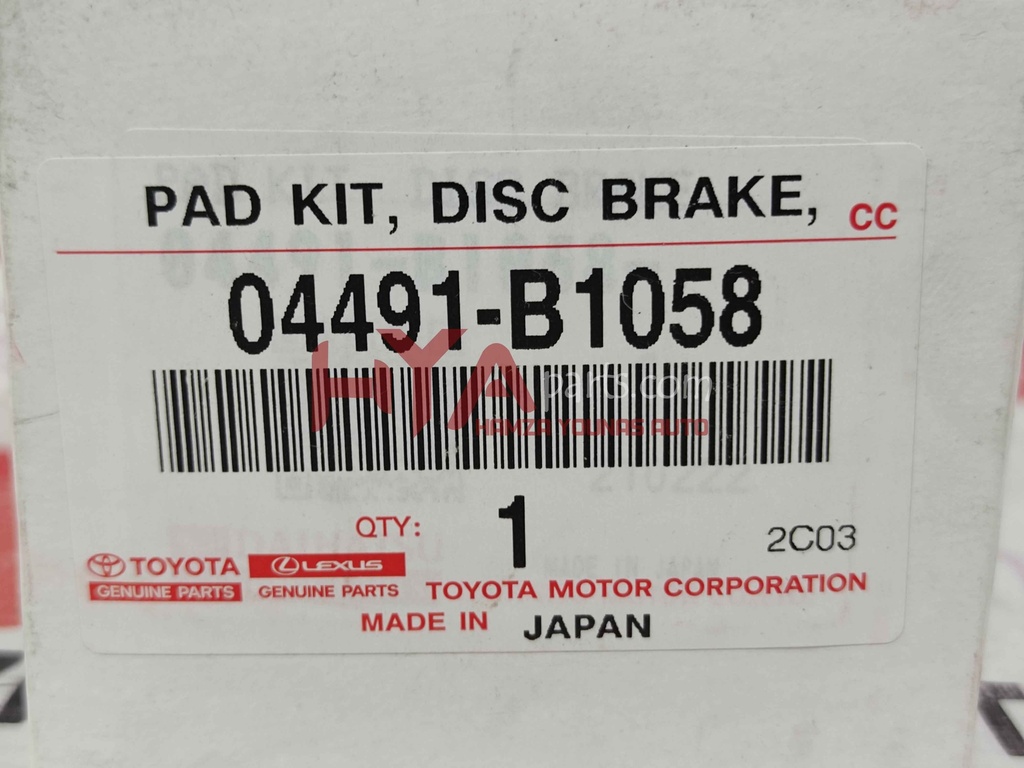 PAD KIT, DISC BRAKE, CC
04491-B1058
HYA parts.com
HAMZA YOUNAS AUTO
210222
QTY: 1 2C03
TOYOTA LEXUS
GENUINE PARTS GENUINE PARTS TOYOTA MOTOR CORPORATION
MADE IN JAPAN